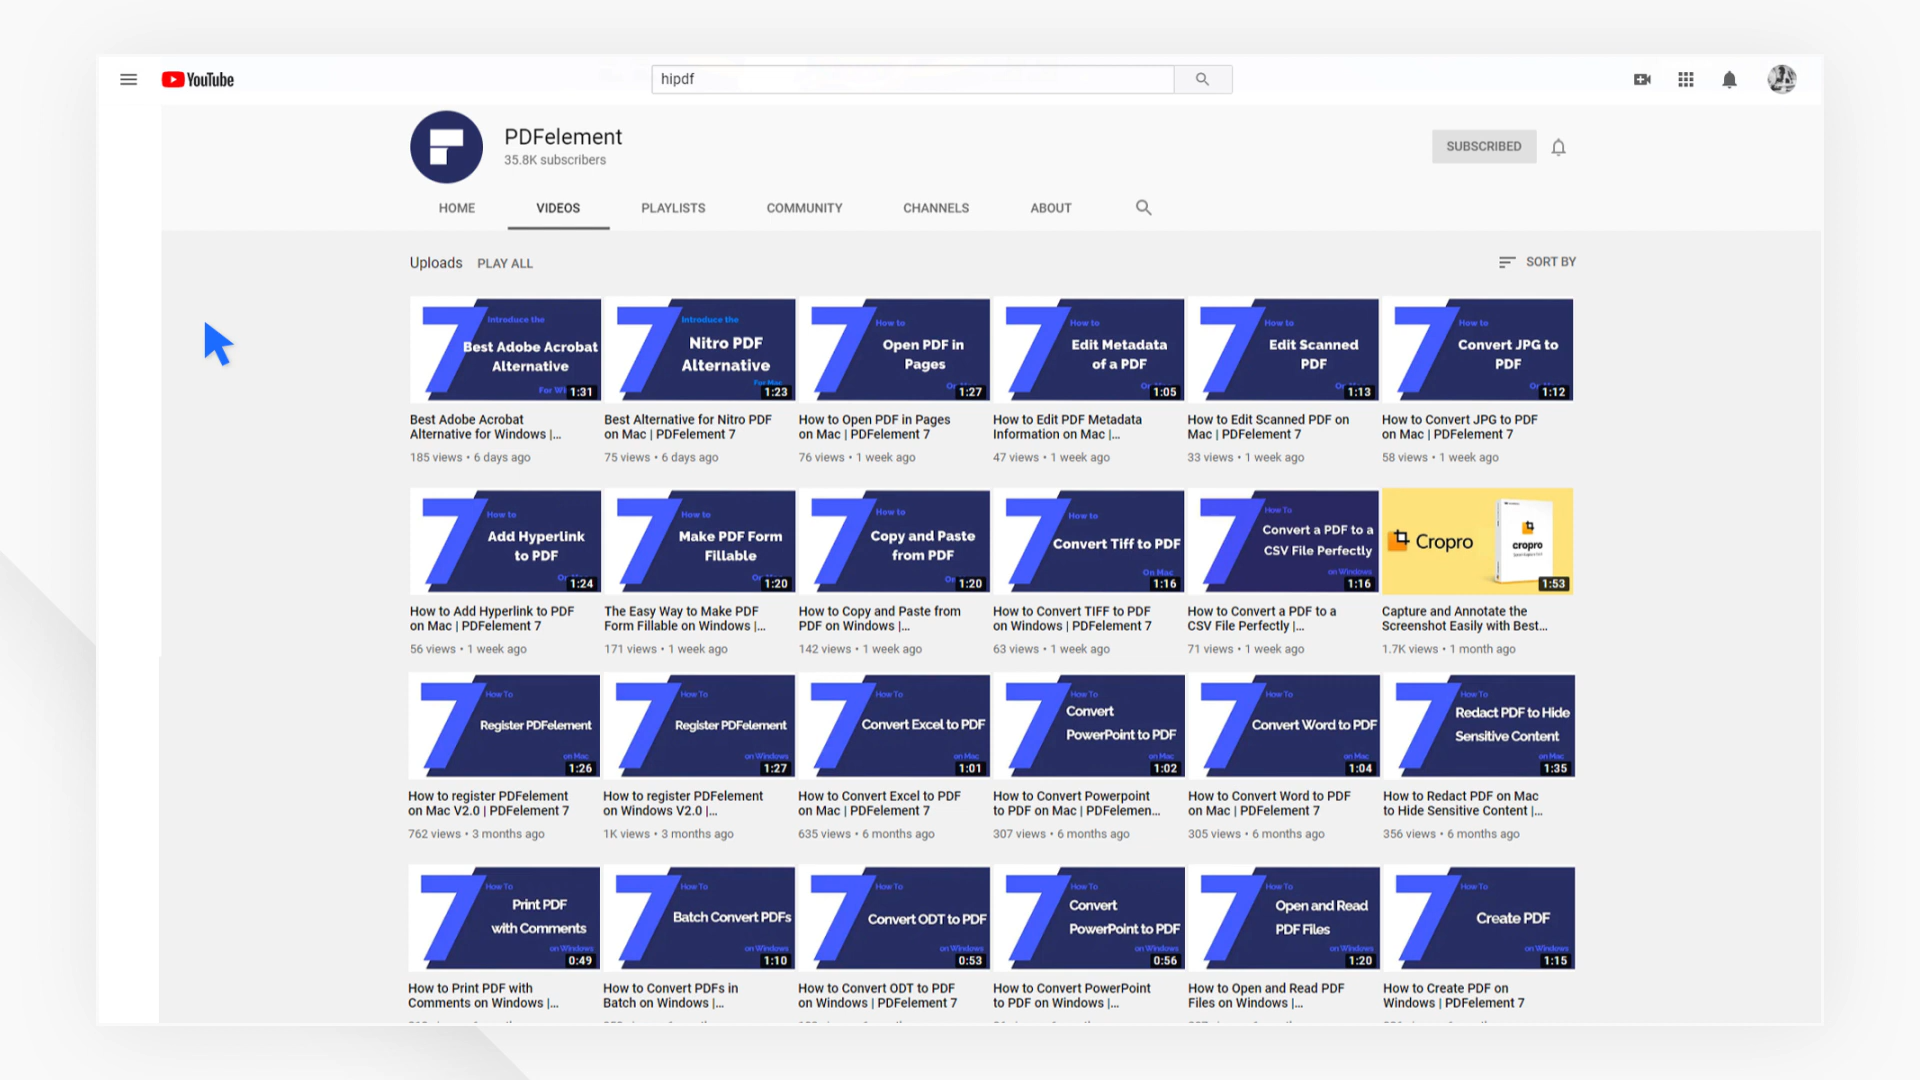 YouTube
hipdf
PDFelement
35.8K subscribers
SUBSCRIBED
HOME VIDEOS PLAYLISTS COMMUNITY CHANNELS ABOUT
Uploads PLAY ALL
SORT BY
7 Introduce the Best Adobe Acrobat Alternative 1:31
7 Introduce the Nitro PDF Alternative For Mac 1:23
7 How to Open PDF in Pages 1:27
7 How to Edit Metadata of a PDF 1:05
7 How to Edit Scanned PDF 1:13
7 How to Convert JPG to PDF 1:12
Best Adobe Acrobat Alternative for Windows |...
185 views • 6 days ago
Best Alternative for Nitro PDF on Mac | PDFelement 7
75 views • 6 days ago
How to Open PDF in Pages on Mac | PDFelement 7
76 views • 1 week ago
How to Edit PDF Metadata Information on Mac |...
47 views • 1 week ago
How to Edit Scanned PDF on Mac | PDFelement 7
33 views • 1 week ago
How to Convert JPG to PDF on Mac | PDFelement 7
58 views • 1 week ago
7 How to Add Hyperlink to PDF 1:24
7 How to Make PDF Form Fillable 1:20
7 How to Copy and Paste from PDF 1:20
7 How to Convert Tiff to PDF On Mac 1:16
7 How To Convert a PDF to a CSV File Perfectly on Windows 1:16
Cropro cropro 1:53
How to Add Hyperlink to PDF on Mac | PDFelement 7
56 views • 1 week ago
The Easy Way to Make PDF Form Fillable on Windows |...
171 views • 1 week ago
How to Copy and Paste from PDF on Windows |...
142 views • 1 week ago
How to Convert TIFF to PDF on Windows | PDFelement 7
63 views • 1 week ago
How to Convert a PDF to a CSV File Perfectly |...
71 views • 1 week ago
Capture and Annotate the Screenshot Easily with Best...
1.7K views • 1 month ago
7 How To Register PDFelement on Mac 1:26
7 How To Register PDFelement on Windows 1:27
7 How To Convert Excel to PDF on Mac 1:01
7 How To Convert PowerPoint to PDF on Mac 1:02
7 How To Convert Word to PDF on Mac 1:04
7 How To Redact PDF to Hide Sensitive Content on Mac 1:35
How to register PDFelement on Mac V2.0 | PDFelement 7
762 views • 3 months ago
How to register PDFelement on Windows V2.0 |...
1K views • 3 months ago
How to Convert Excel to PDF on Mac | PDFelement 7
635 views • 6 months ago
How to Convert Powerpoint to PDF on Mac | PDFelemen...
307 views • 6 months ago
How to Convert Word to PDF on Mac | PDFelement 7
305 views • 6 months ago
How to Redact PDF on Mac to Hide Sensitive Content |...
356 views • 6 months ago
7 How To Print PDF with Comments on Windows 0:49
7 How To Batch Convert PDFs on Windows 1:10
7 How To Convert ODT to PDF on Windows 0:53
7 How To Convert PowerPoint to PDF on Windows 0:56
7 How To Open and Read PDF Files on Windows 1:20
7 How To Create PDF on Windows 1:15
How to Print PDF with Comments on Windows |...
How to Convert PDFs in Batch on Windows |...
How to Convert ODT to PDF on Windows | PDFelement 7
How to Convert PowerPoint to PDF on Windows |...
How to Open and Read PDF Files on Windows |...
How to Create PDF on Windows | PDFelement 7